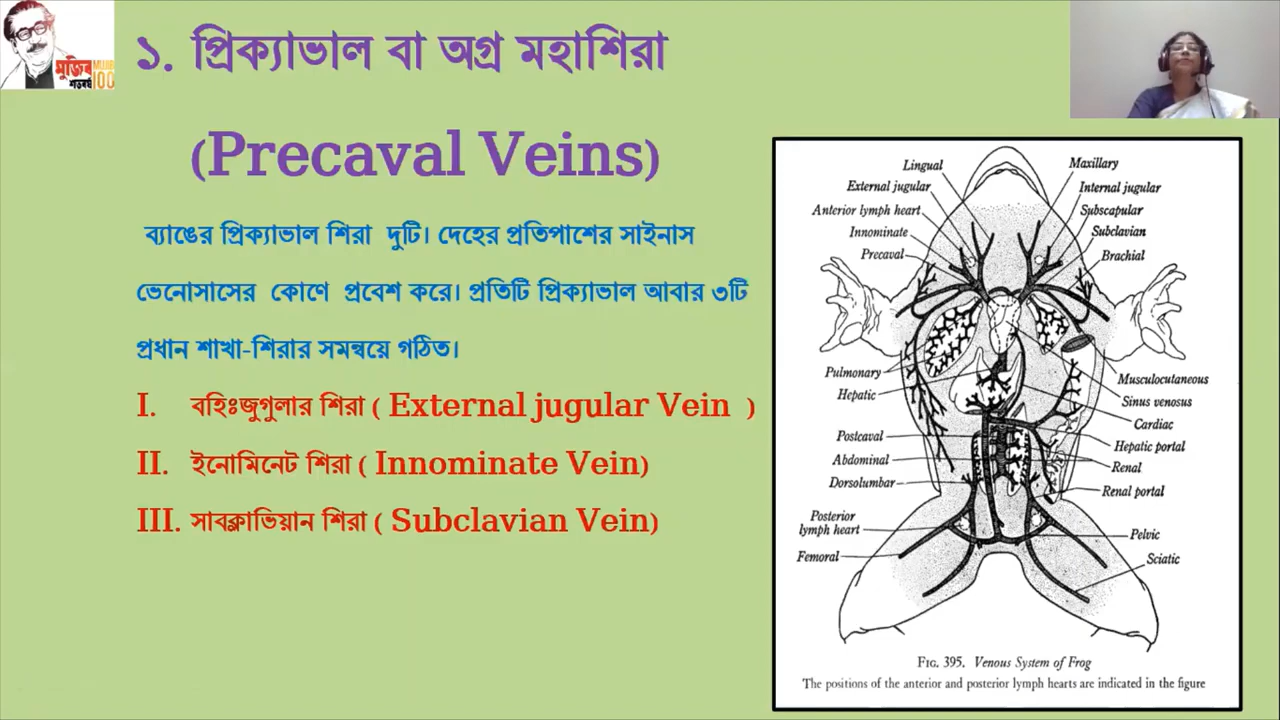 ১. প্রিক্যাভাল বা অগ্র মহাশিরা
(Precaval Veins)
ব্যাঙের প্রিক্যাভাল শিরা দুটি। দেহের প্রতিপাশের সাইনাস
ভেনোসাসের কোণে প্রবেশ করে। প্রতিটি প্রিক্যাভাল আবার ৩টি
প্রধান শাখা-শিরার সমন্বয়ে গঠিত।
I. বহিঃজুগুলার শিরা ( External jugular Vein )
II. ইনোমিনেট শিরা ( Innominate Vein)
III. সাবক্লাভিয়ান শিরা ( Subclavian Vein)
মুজিব
শতবর্ষ
MUJIB
100
Lingual
External jugular
Anterior lymph heart
Innominate
Precaval
Maxillary
Internal jugular
Subscapular
Subclavian
Brachial
Pulmonary
Hepatic
Postcaval
Abdominal
Dorsolumbar
Posterior
lymph heart
Femoral
Musculocutaneous
Sinus venosus
Cardiac
Hepatic portal
Renal
Renal portal
Pelvic
Sciatic
FIG. 395. Venous System of Frog
The positions of the anterior and posterior lymph hearts are indicated in the figure